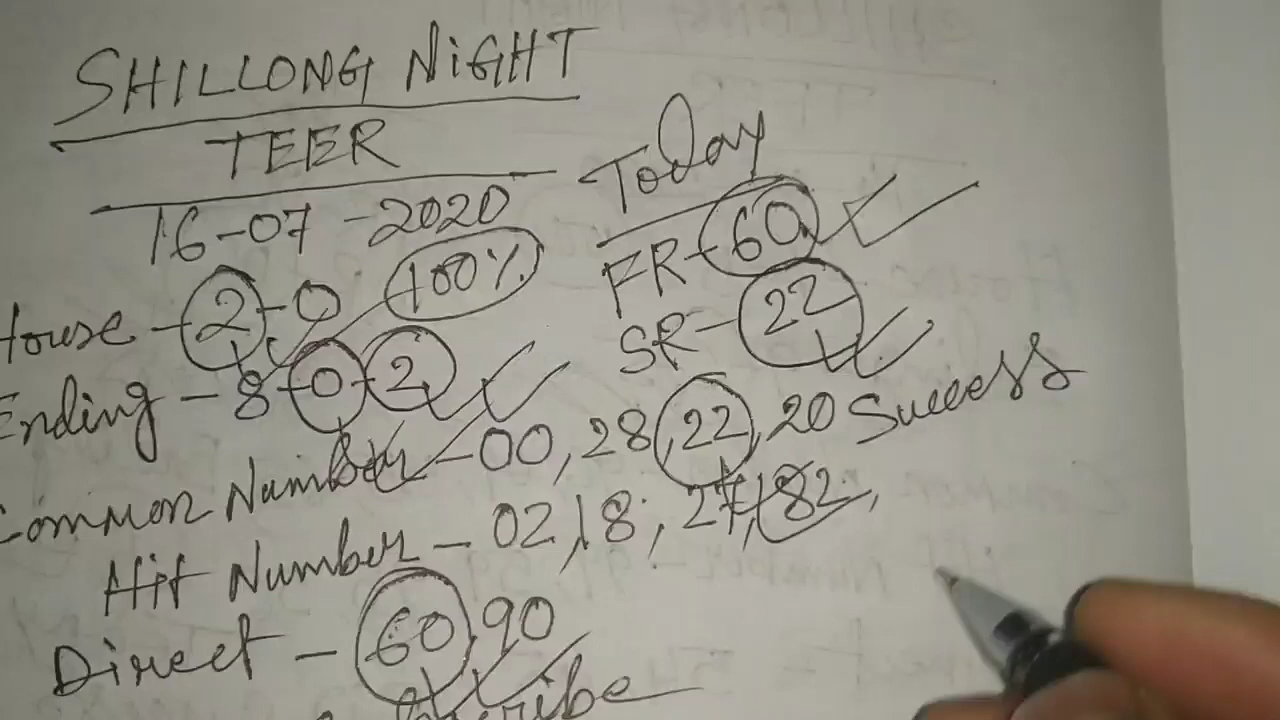 SHILLONG NiGHT
TEER
16-07-2020
Today
FR-60
SR-22
House-2-0 100%
Ending-8-0-2
Common Number-00,28,22,20 Success
Hit Number-02,18,27,82,
Direct-60,90